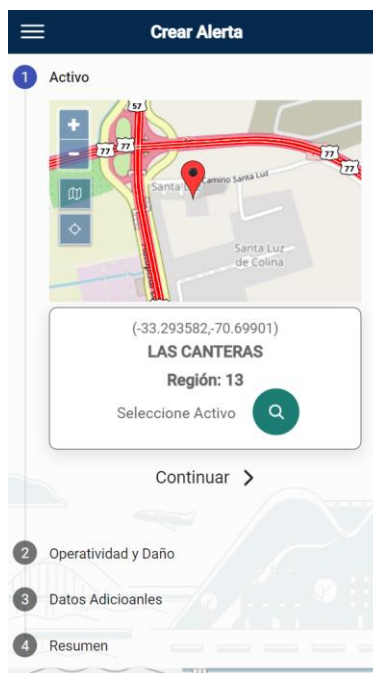 Crear Alerta
1 Activo
57
+
−
77 77
77
77
Camino Santa Luz
Santa Luz
de Colina
(-33.293582,-70.69901)
LAS CANTERAS
Región: 13
Seleccione Activo
Continuar >
2 Operatividad y Daño
3 Datos Adicioanles
4 Resumen